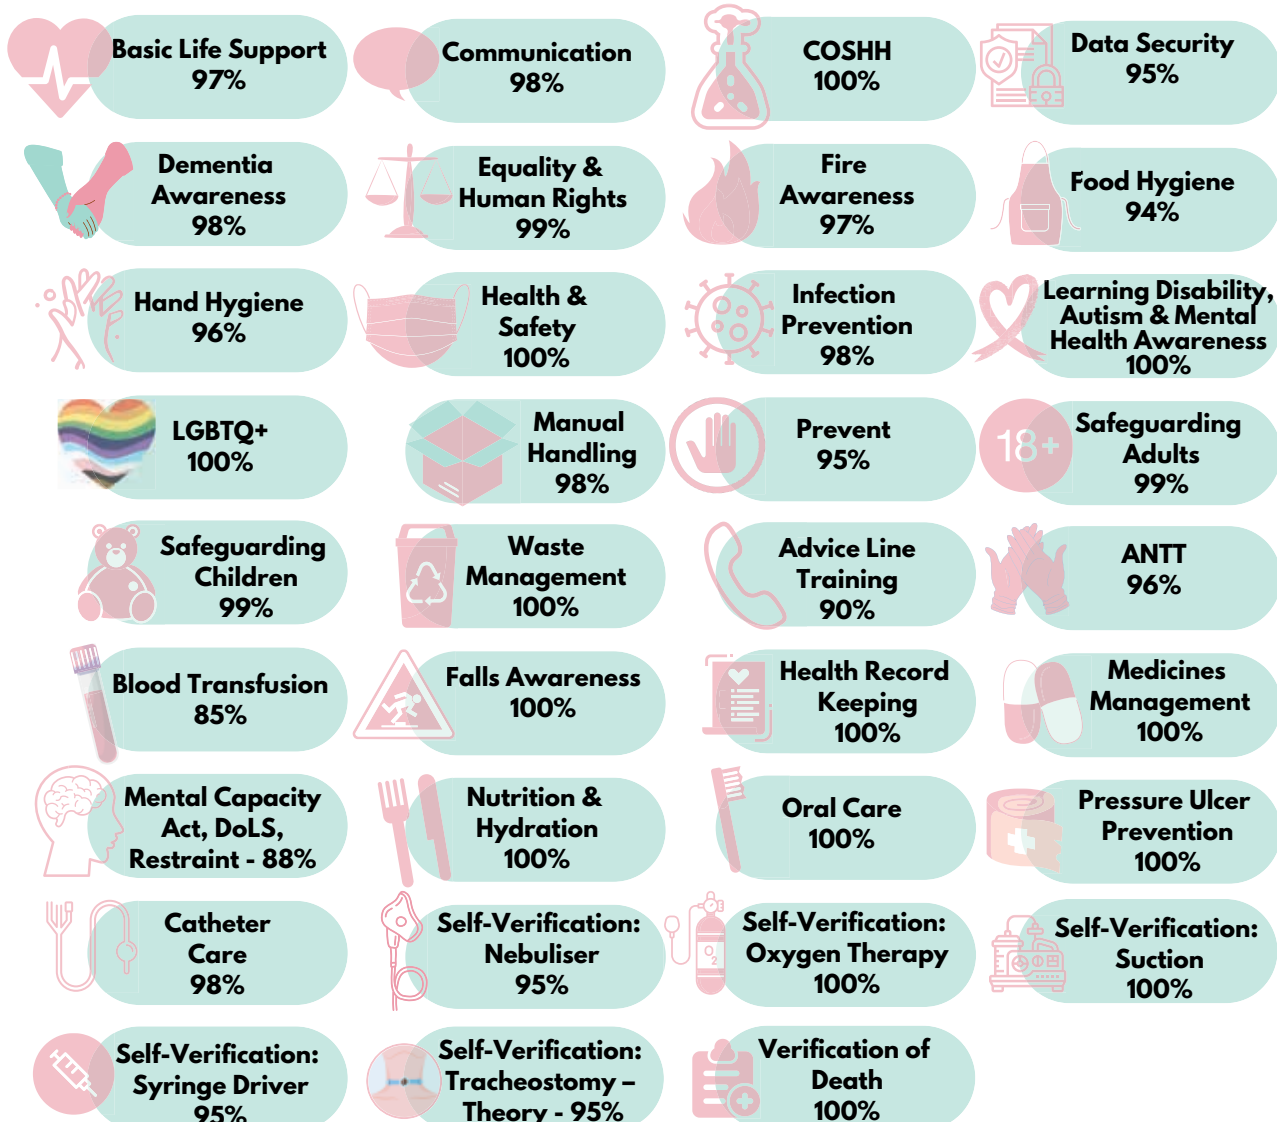 Basic Life Support
97%
Communication
98%
COSHH
100%
Data Security
95%
Dementia
Awareness
98%
Equality &
Human Rights
99%
Fire
Awareness
97%
Food Hygiene
94%
Hand Hygiene
96%
Health &
Safety
100%
Infection
Prevention
98%
Learning Disability,
Autism & Mental
Health Awareness
100%
LGBTQ+
100%
Manual
Handling
98%
Prevent
95%
18+
Safeguarding
Adults
99%
Safeguarding
Children
99%
Waste
Management
100%
Advice Line
Training
90%
ANTT
96%
Blood Transfusion
85%
Falls Awareness
100%
Health Record
Keeping
100%
Medicines
Management
100%
Mental Capacity
Act, DoLS,
Restraint - 88%
Nutrition &
Hydration
100%
Oral Care
100%
Pressure Ulcer
Prevention
100%
Catheter
Care
98%
Self-Verification:
Nebuliser
95%
O2
Self-Verification:
Oxygen Therapy
100%
Self-Verification:
Suction
100%
Self-Verification:
Syringe Driver
95%
Self-Verification:
Tracheostomy –
Theory - 95%
Verification of
Death
100%